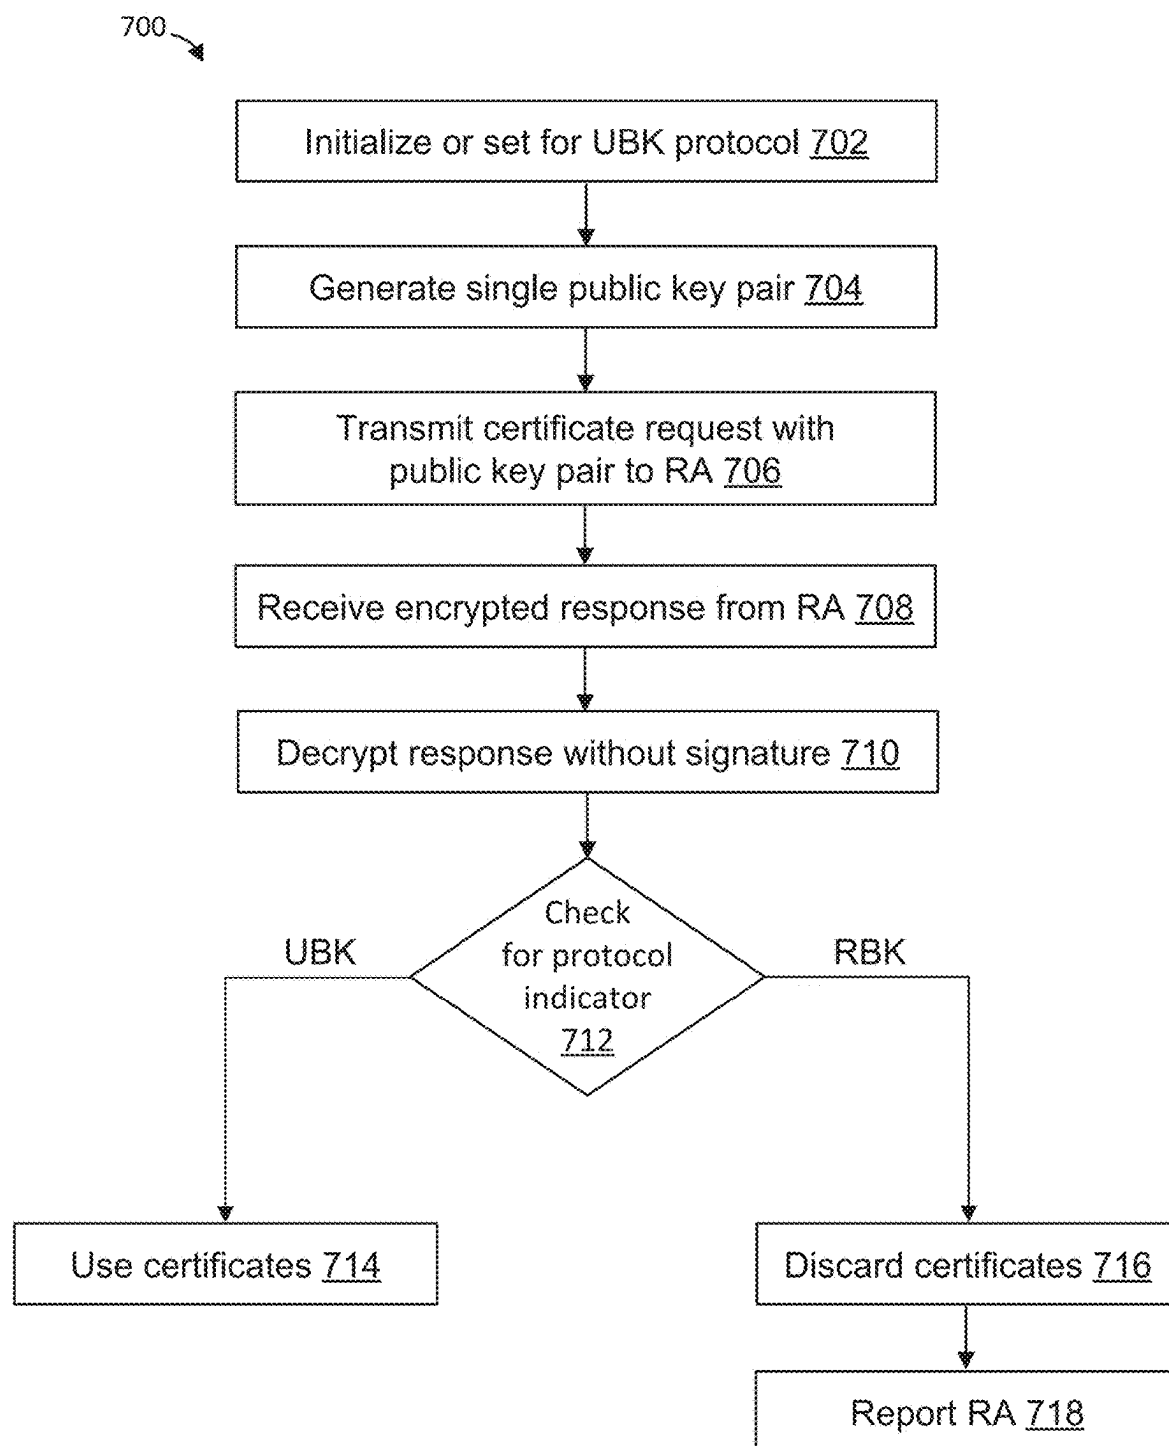 700
Initialize or set for UBK protocol 702
Generate single public key pair 704
Transmit certificate request with
public key pair to RA 706
Receive encrypted response from RA 708
Decrypt response without signature 710
Check
for protocol
indicator
712
UBK
RBK
Use certificates 714
Discard certificates 716
Report RA 718